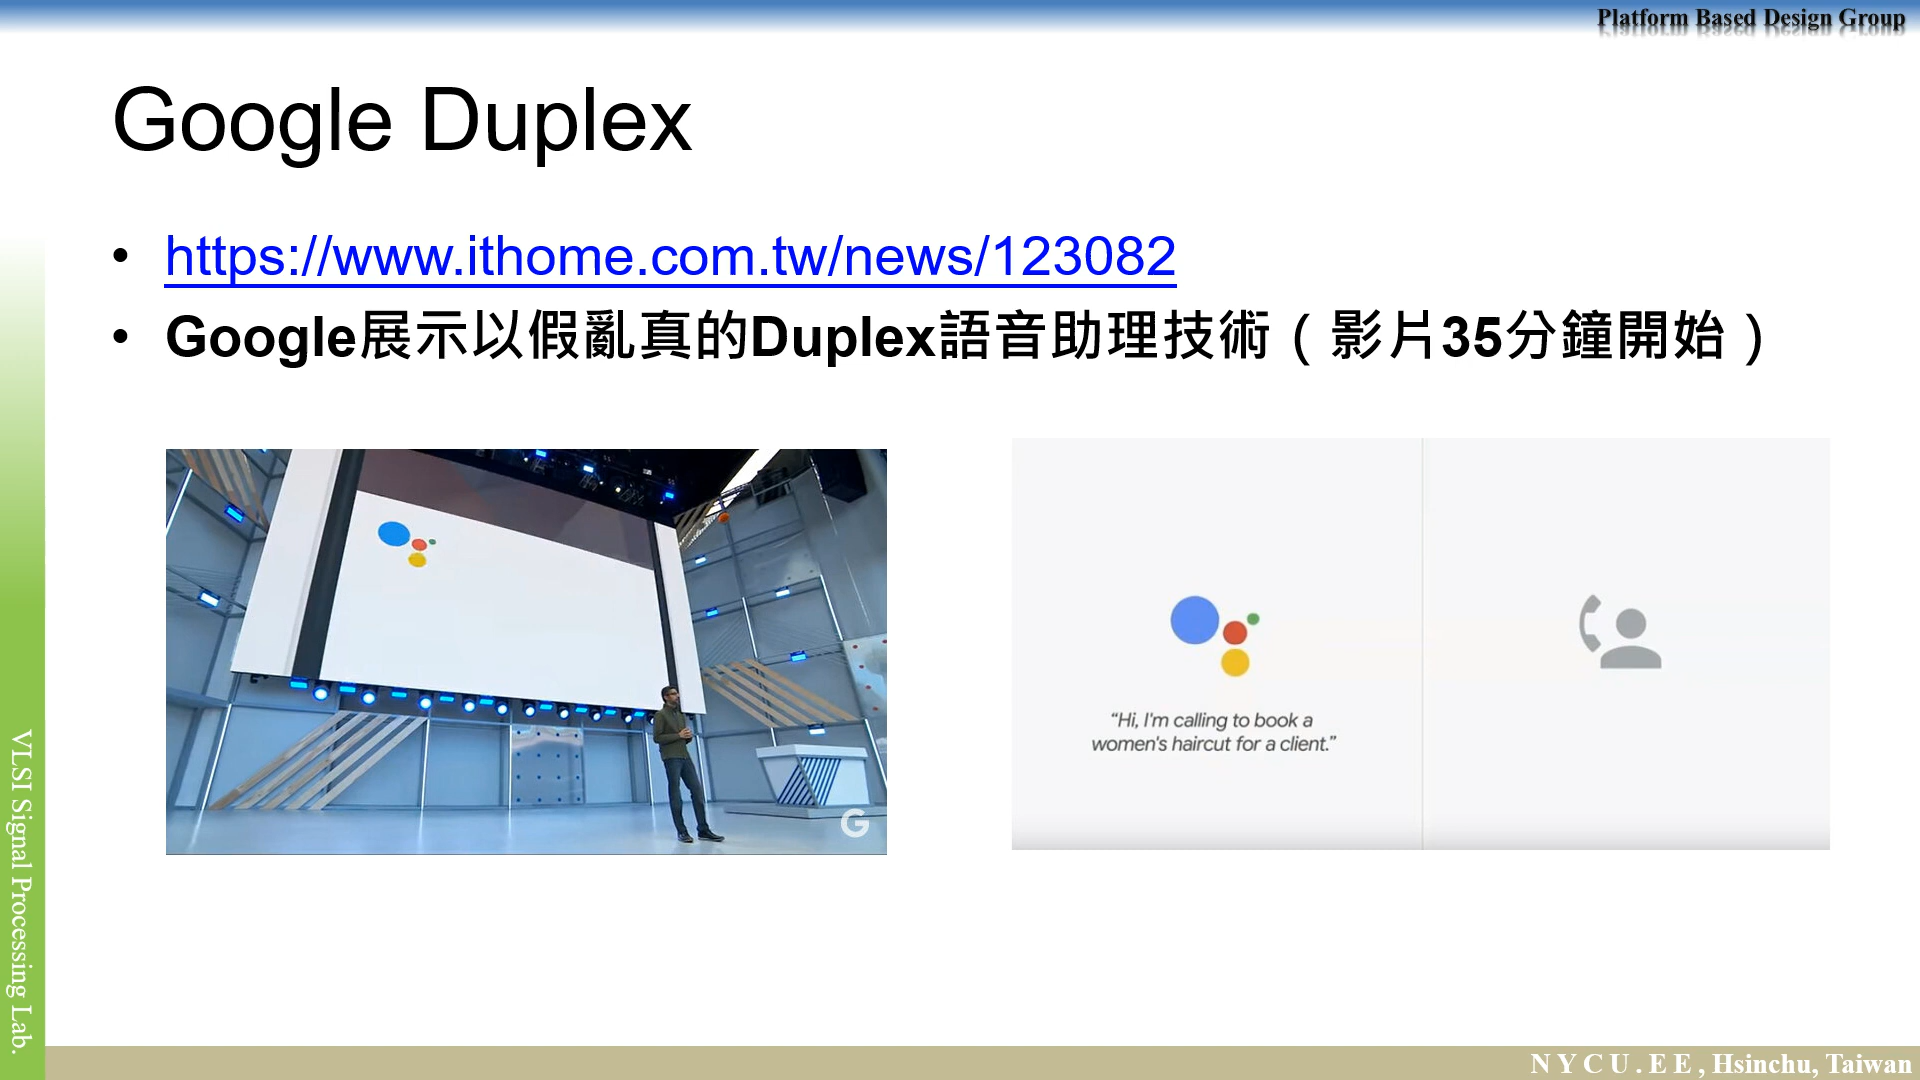 Platform Based Design Group
Google Duplex
• https://www.ithome.com.tw/news/123082
• Google展示以假亂真的Duplex語音助理技術（影片35分鐘開始）
G
“Hi, I'm calling to book a
women's haircut for a client.”
VLSI Signal Processing Lab.
N Y C U . E E , Hsinchu, Taiwan